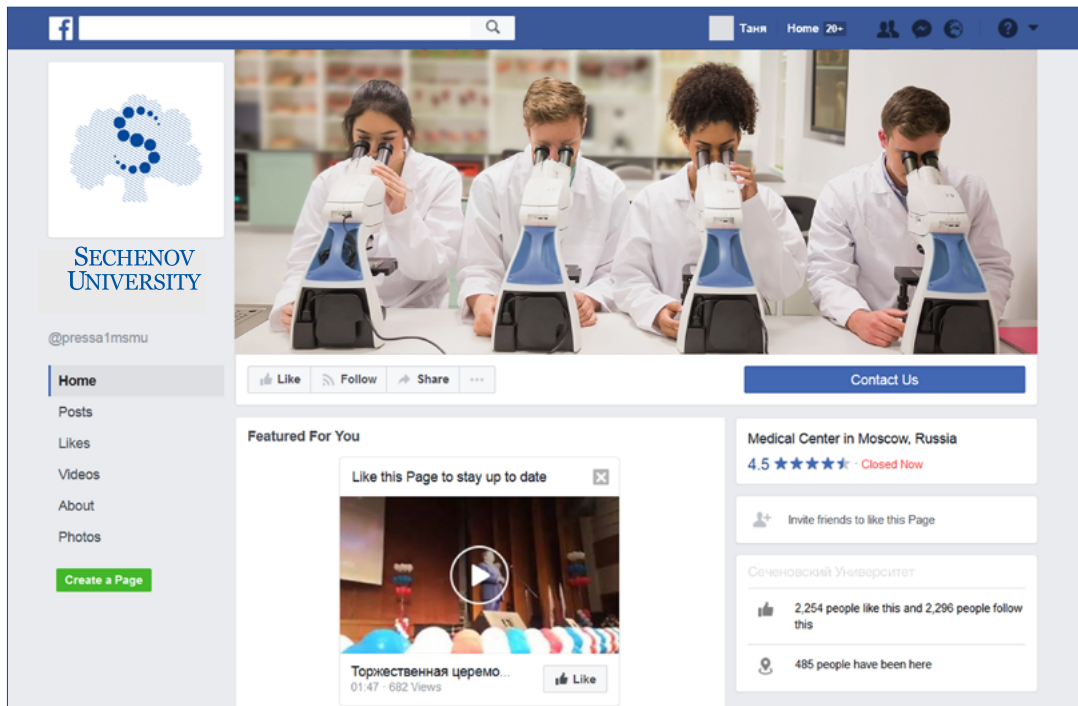 Таня Home 20+
SECHENOV
UNIVERSITY
@pressa1msmu
Home
Posts
Likes
Videos
About
Photos
Create a Page
Like Follow Share
Contact Us
Featured For You
Like this Page to stay up to date
Торжественная церемо...
01:47 · 682 Views
Like
Medical Center in Moscow, Russia
4.5 ★★★★★ · Closed Now
Invite friends to like this Page
Сеченовский Университет
2,254 people like this and 2,296 people follow
this
485 people have been here